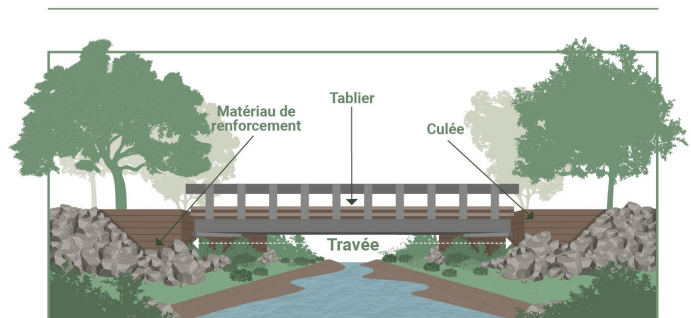 Tablier
Matériau de
renforcement
Culée
Travée